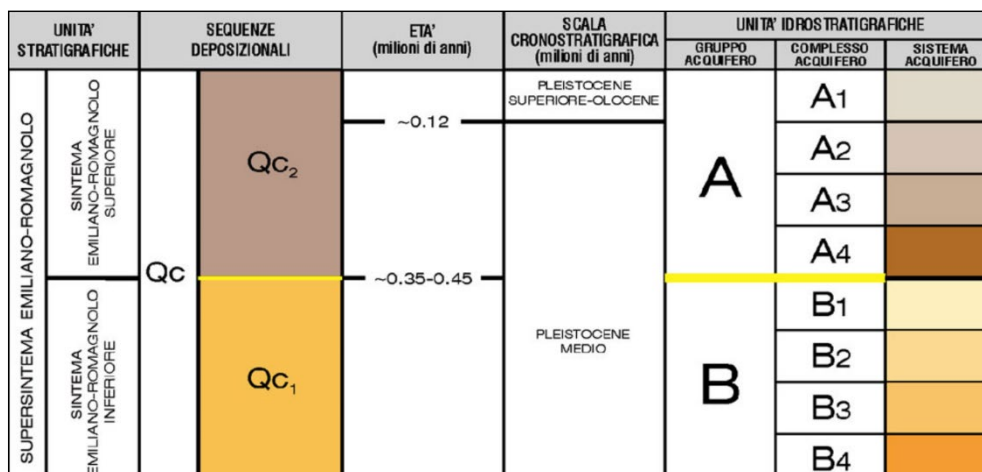 UNITA'
STRATIGRAFICHE
SEQUENZE
DEPOSIZIONALI
ETA'
(milioni di anni)
SCALA
CRONOSTRATIGRAFICA
(milioni di anni)
UNITA' IDROSTRATIGRAFICHE
GRUPPO
ACQUIFERO
COMPLESSO
ACQUIFERO
SISTEMA
ACQUIFERO
SUPERSINTEMA EMILIANO-ROMAGNOLO
SINTEMA
EMILIANO-ROMAGNOLO
SUPERIORE
SINTEMA
EMILIANO-ROMAGNOLO
INFERIORE
Qc
Qc2
Qc1
~0.12
~0.35-0.45
PLEISTOCENE
SUPERIORE-OLOCENE
PLEISTOCENE
MEDIO
A
B
A1
A2
A3
A4
B1
B2
B3
B4